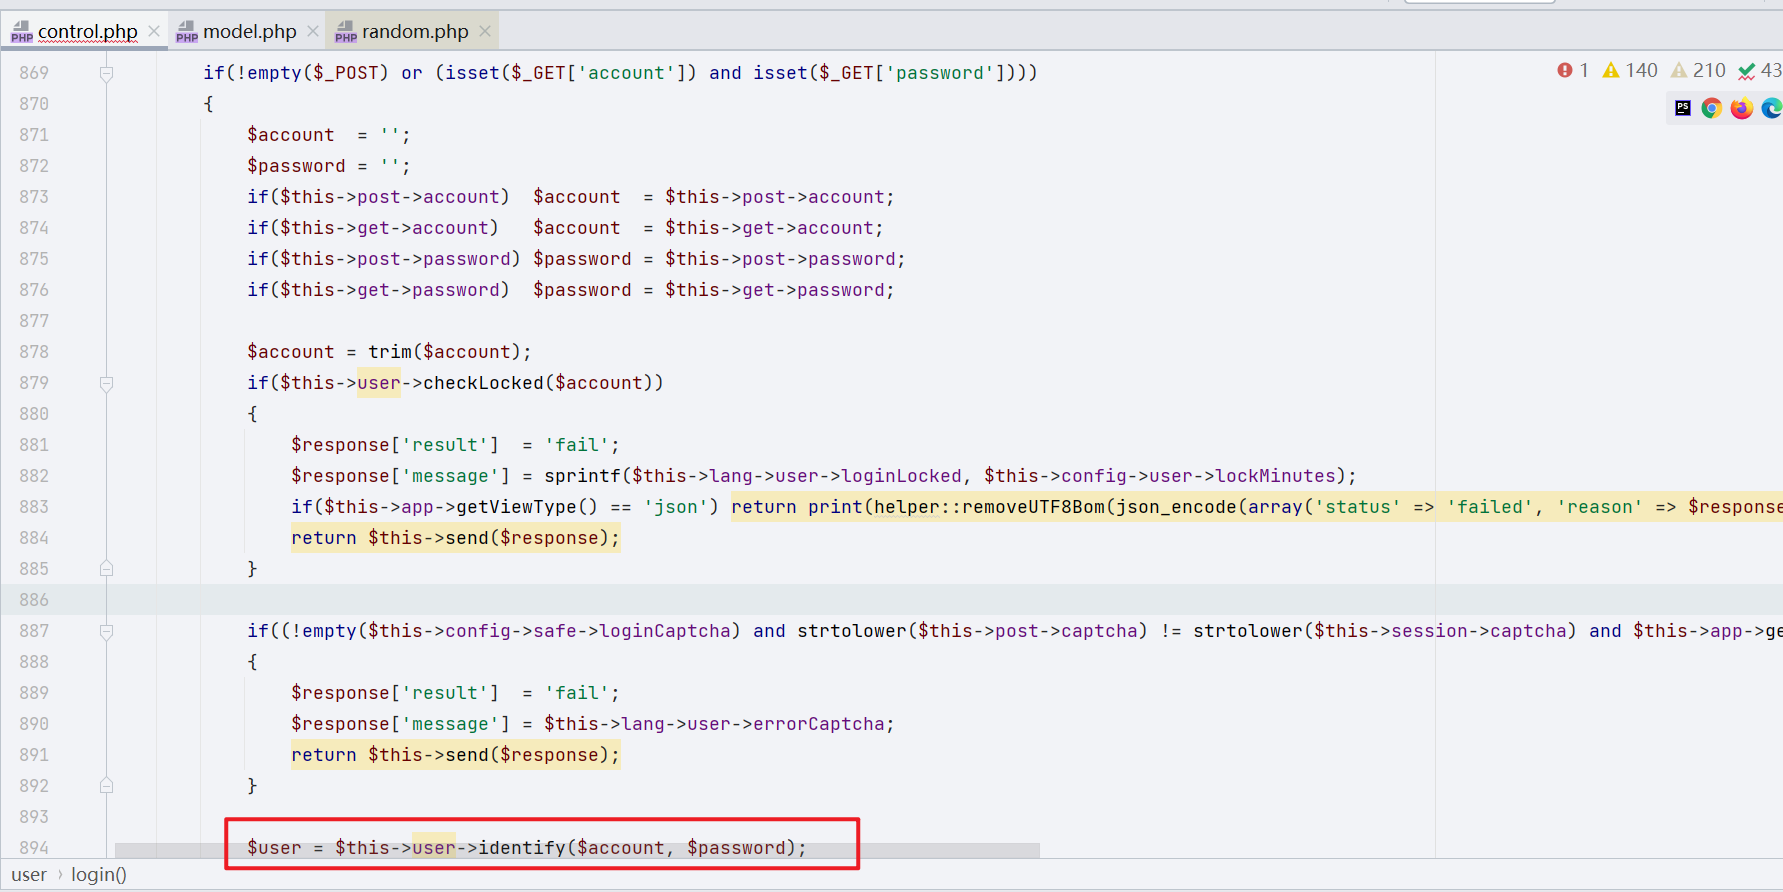 control.php model.php random.php
869 if(!empty($_POST) or (isset($_GET['account']) and isset($_GET['password']))) 1 140 210 43
870 {
871 $account  = '';
872 $password = '';
873 if($this->post->account)  $account  = $this->post->account;
874 if($this->get->account)   $account  = $this->get->account;
875 if($this->post->password) $password = $this->post->password;
876 if($this->get->password)  $password = $this->get->password;
877
878 $account = trim($account);
879 if($this->user->checkLocked($account))
880 {
881 $response['result']  = 'fail';
882 $response['message'] = sprintf($this->lang->user->loginLocked, $this->config->user->lockMinutes);
883 if($this->app->getViewType() == 'json') return print(helper::removeUTF8Bom(json_encode(array('status' => 'failed', 'reason' => $response
884 return $this->send($response);
885 }
886
887 if((!empty($this->config->safe->loginCaptcha) and strtolower($this->post->captcha) != strtolower($this->session->captcha) and $this->app->ge
888 {
889 $response['result']  = 'fail';
890 $response['message'] = $this->lang->user->errorCaptcha;
891 return $this->send($response);
892 }
893
894 $user = $this->user->identify($account, $password);
user › login()